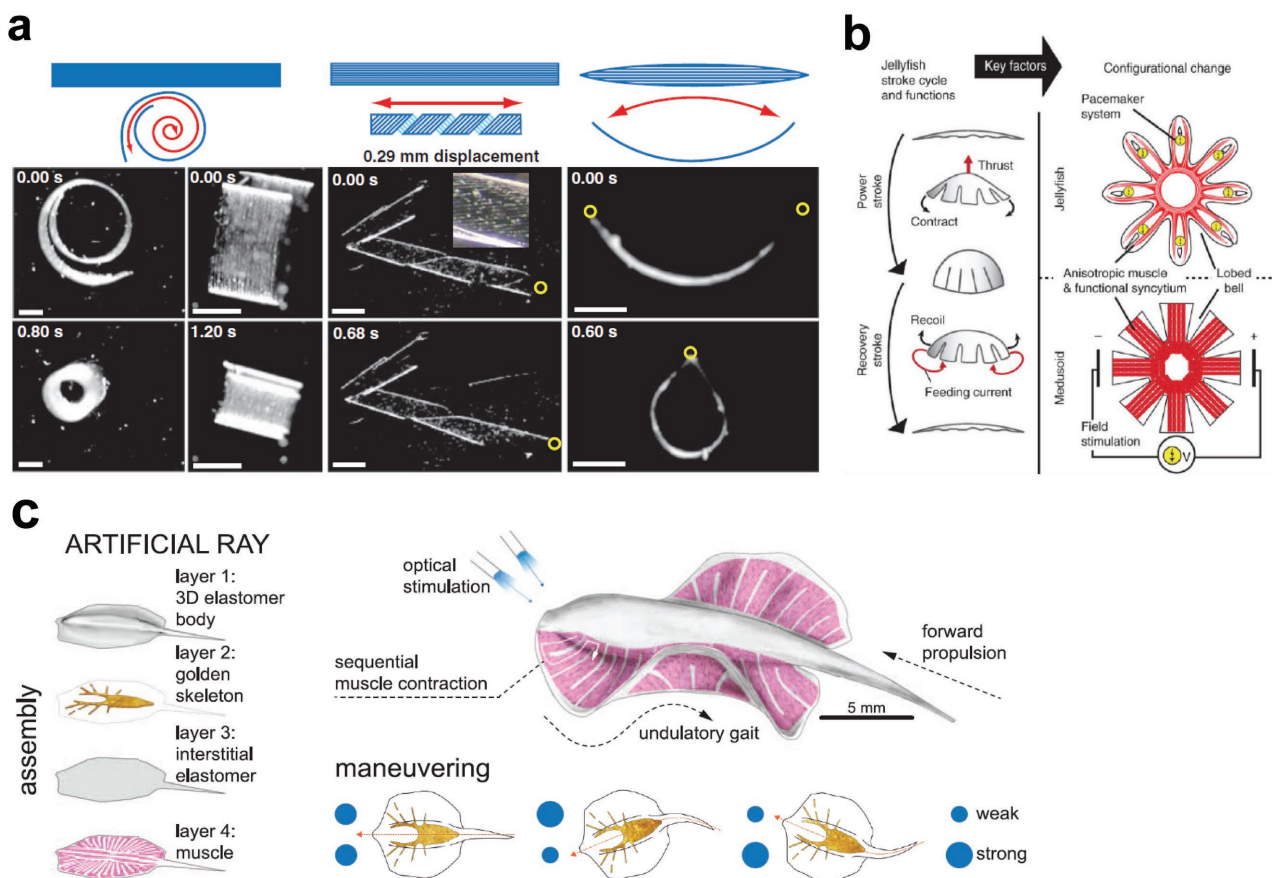 a
0.29 mm displacement
0.00 s
0.00 s
0.00 s
0.00 s
0.80 s
1.20 s
0.68 s
0.60 s
b
Jellyfish
stroke cycle
and functions
Key factors
Configurational change
Power
stroke
Thrust
Contract
Recovery
stroke
Recoil
Feeding current
Pacemaker
system
Jellyfish
Anisotropic muscle
& functional syncytium
Lobed
bell
Medusoid
–
+
Field
stimulation
V
c
ARTIFICIAL RAY
assembly
layer 1:
3D elastomer
body
layer 2:
golden
skeleton
layer 3:
interstitial
elastomer
layer 4:
muscle
optical
stimulation
sequential
muscle contraction
undulatory gait
forward
propulsion
5 mm
maneuvering
weak
strong